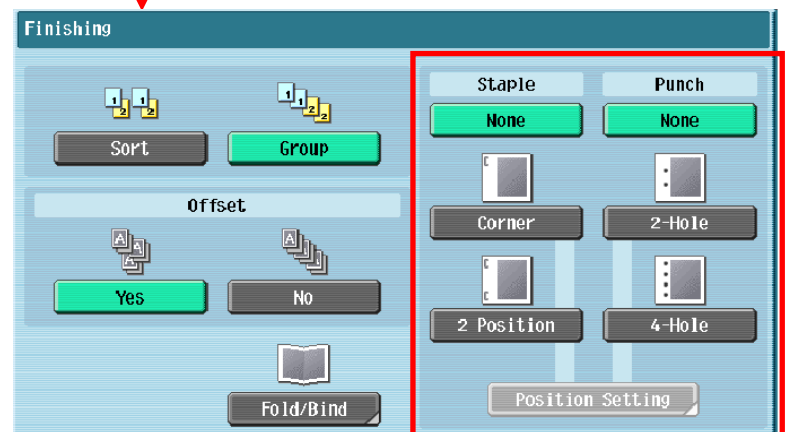 Finishing
Staple Punch
None None
Sort Group
Offset
Corner 2-Hole
Yes No
2 Position 4-Hole
Fold/Bind
Position Setting